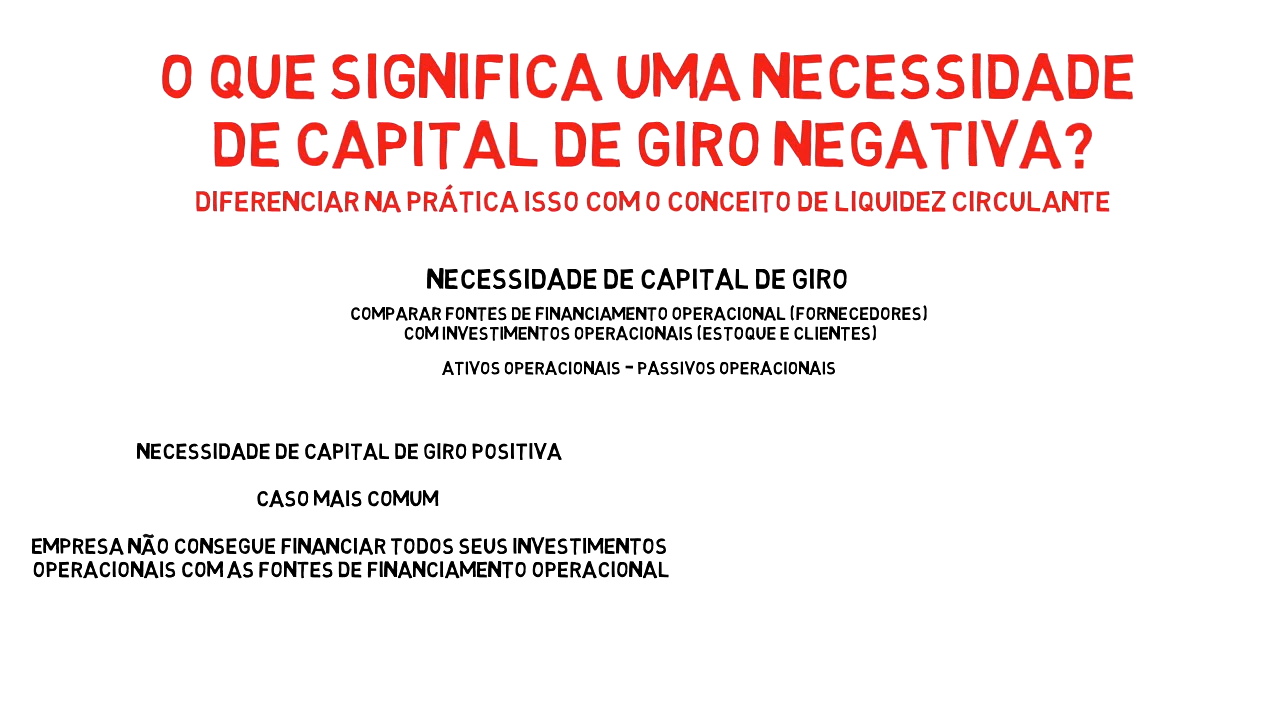 O QUE SIGNIFICA UMA NECESSIDADE
DE CAPITAL DE GIRO NEGATIVA?
DIFERENCIAR NA PRÁTICA ISSO COM O CONCEITO DE LIQUIDEZ CIRCULANTE
NECESSIDADE DE CAPITAL DE GIRO
COMPARAR FONTES DE FINANCIAMENTO OPERACIONAL (FORNECEDORES)
COM INVESTIMENTOS OPERACIONAIS (ESTOQUE E CLIENTES)
ATIVOS OPERACIONAIS - PASSIVOS OPERACIONAIS
NECESSIDADE DE CAPITAL DE GIRO POSITIVA
CASO MAIS COMUM
EMPRESA NÃO CONSEGUE FINANCIAR TODOS SEUS INVESTIMENTOS
OPERACIONAIS COM AS FONTES DE FINANCIAMENTO OPERACIONAL